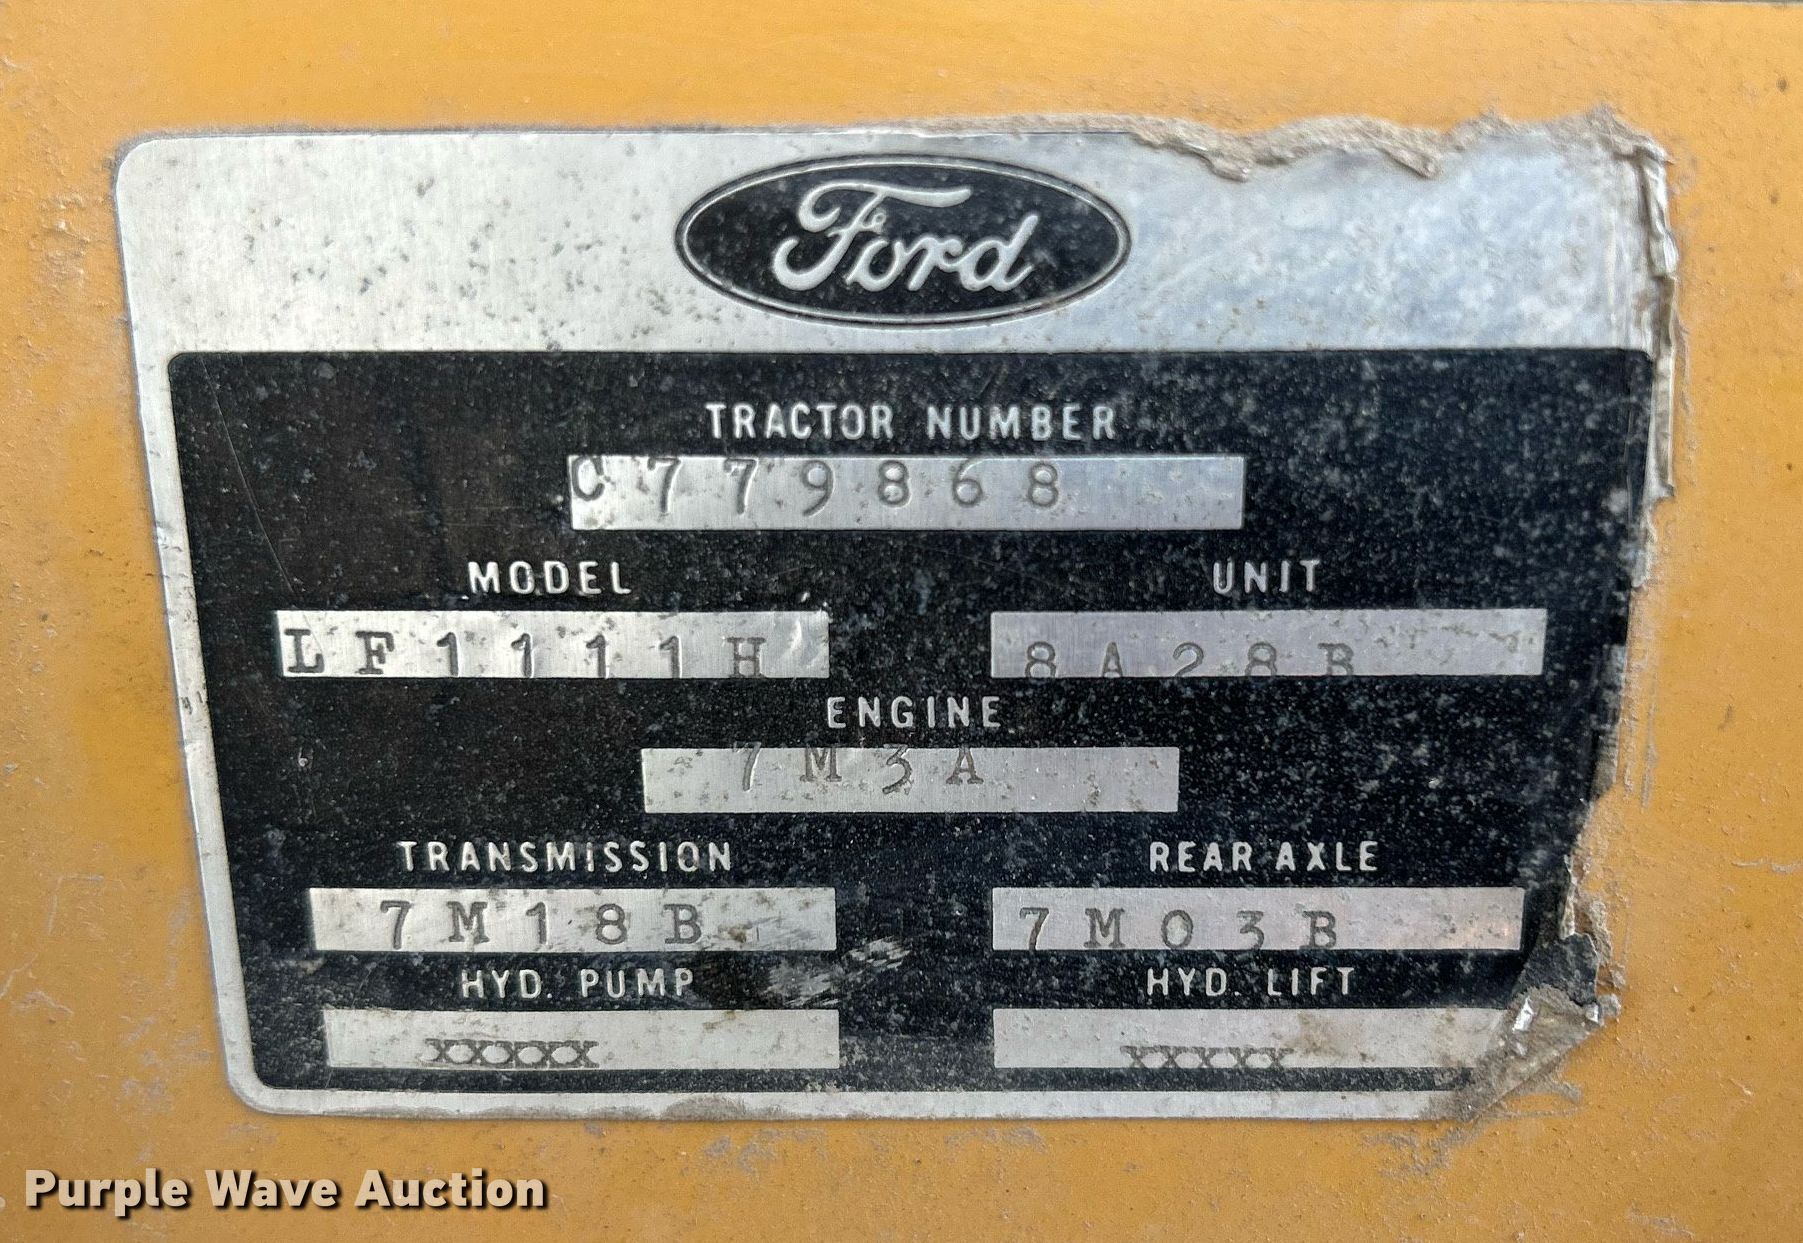 Ford
TRACTOR NUMBER
C779868
MODEL UNIT
LF1111H 8A28B
ENGINE
7M3A
TRANSMISSION REAR AXLE
7M18B 7M03B
HYD. PUMP HYD. LIFT
XXXXX XXXXX
Purple Wave Auction